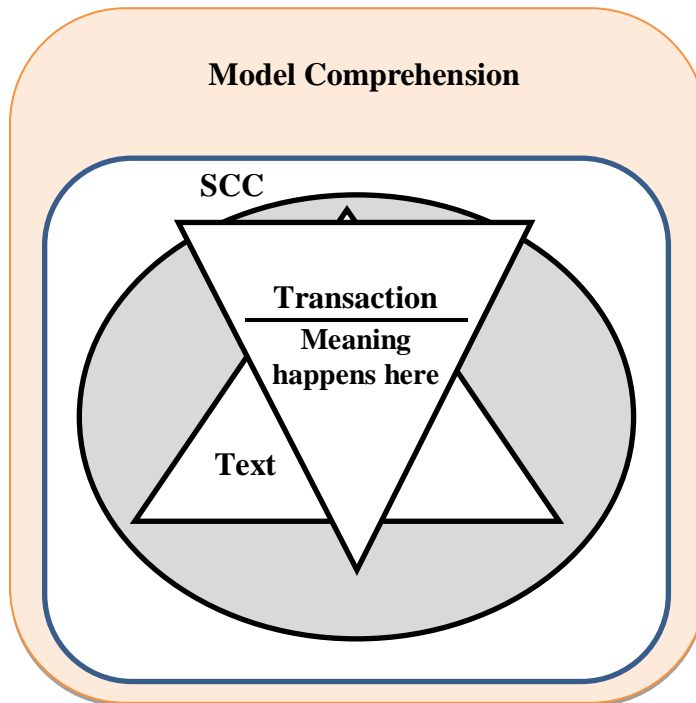 Model Comprehension
SCC
Transaction
Meaning
happens here
Text